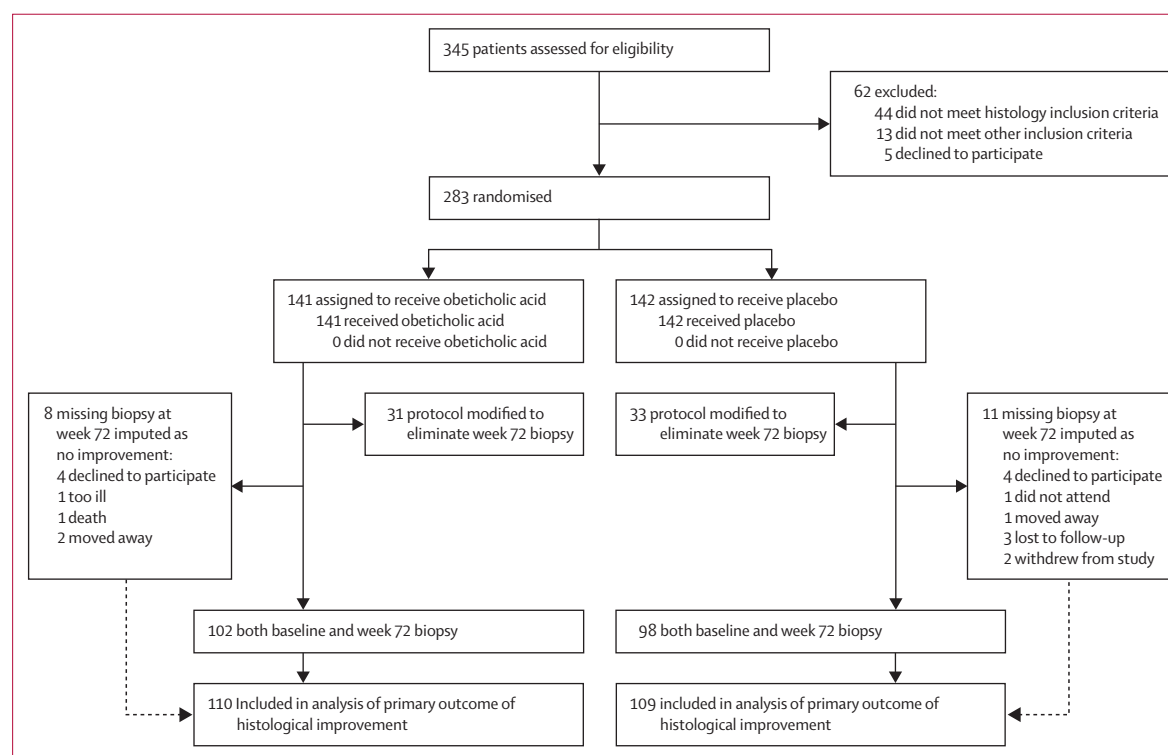 345 patients assessed for eligibility
62 excluded:
44 did not meet histology inclusion criteria
13 did not meet other inclusion criteria
5 declined to participate
283 randomised
141 assigned to receive obeticholic acid
141 received obeticholic acid
0 did not receive obeticholic acid
142 assigned to receive placebo
142 received placebo
0 did not receive placebo
8 missing biopsy at
week 72 imputed as
no improvement:
4 declined to participate
1 too ill
1 death
2 moved away
31 protocol modified to
eliminate week 72 biopsy
33 protocol modified to
eliminate week 72 biopsy
11 missing biopsy at
week 72 imputed as
no improvement:
4 declined to participate
1 did not attend
1 moved away
3 lost to follow-up
2 withdrew from study
102 both baseline and week 72 biopsy
98 both baseline and week 72 biopsy
110 Included in analysis of primary outcome of
histological improvement
109 included in analysis of primary outcome of
histological improvement